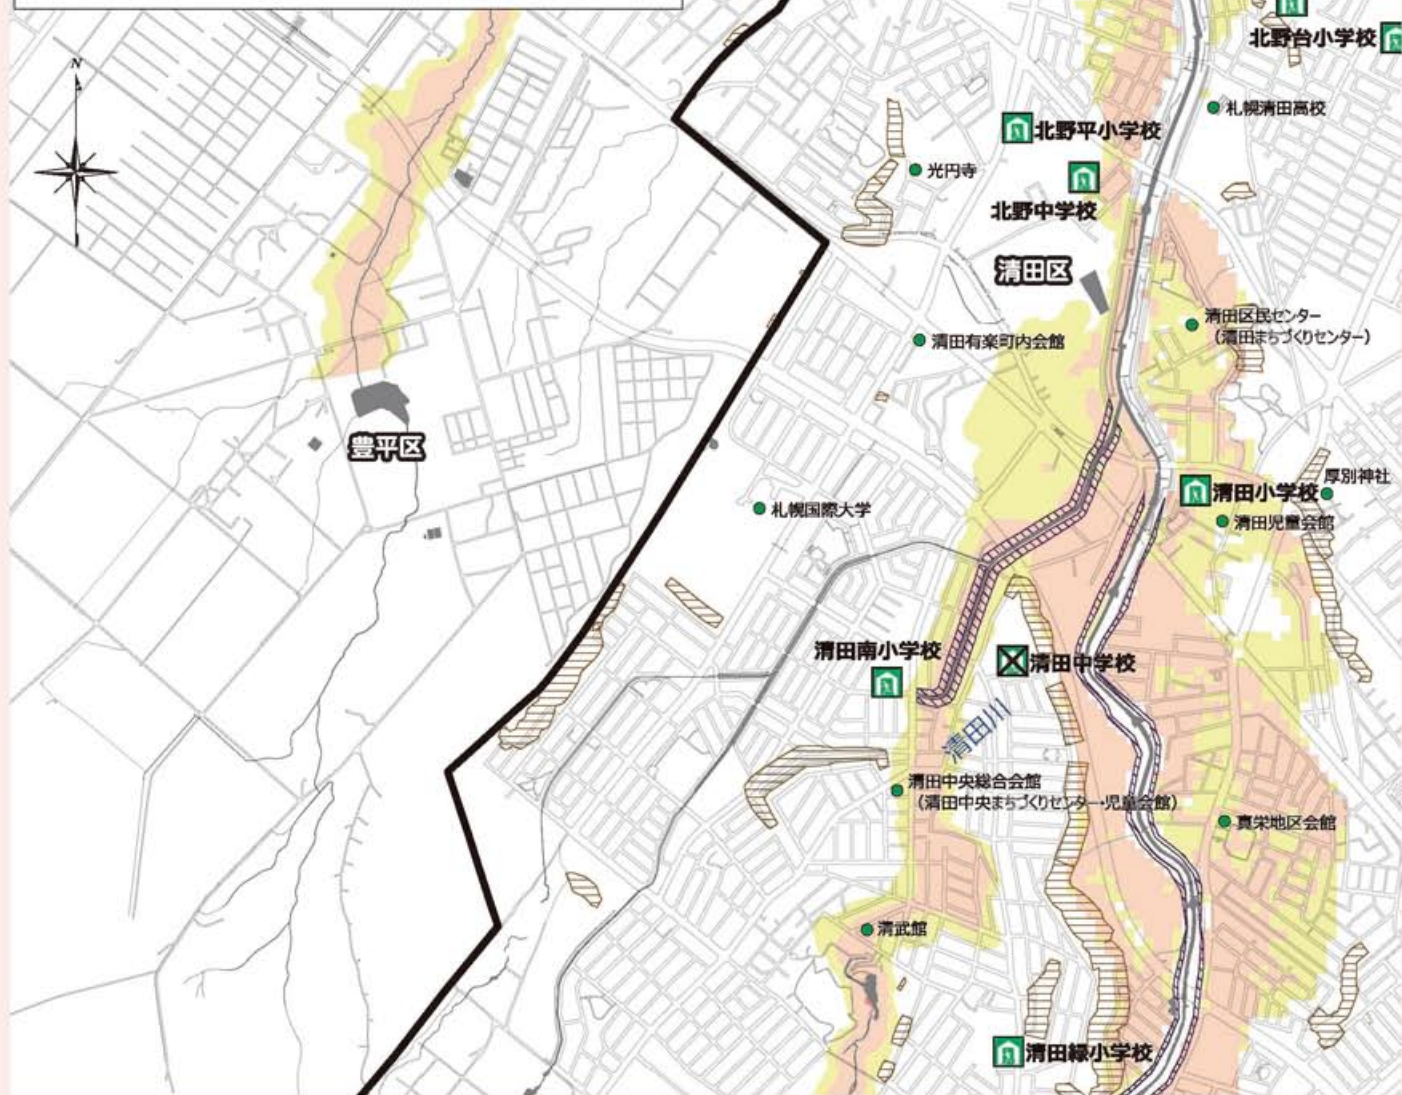 北野台小学校
N
札幌清田高校
北野平小学校
光円寺
北野中学校
清田区
清田区民センター
（清田まちづくりセンター）
清田有楽町内会館
豊平区
厚別神社
清田小学校
札幌国際大学
清田児童会館
清田南小学校
清田中学校
清田川
清田中央総合会館
（清田中央まちづくりセンター・児童会館）
真栄地区会館
清武館
清田緑小学校